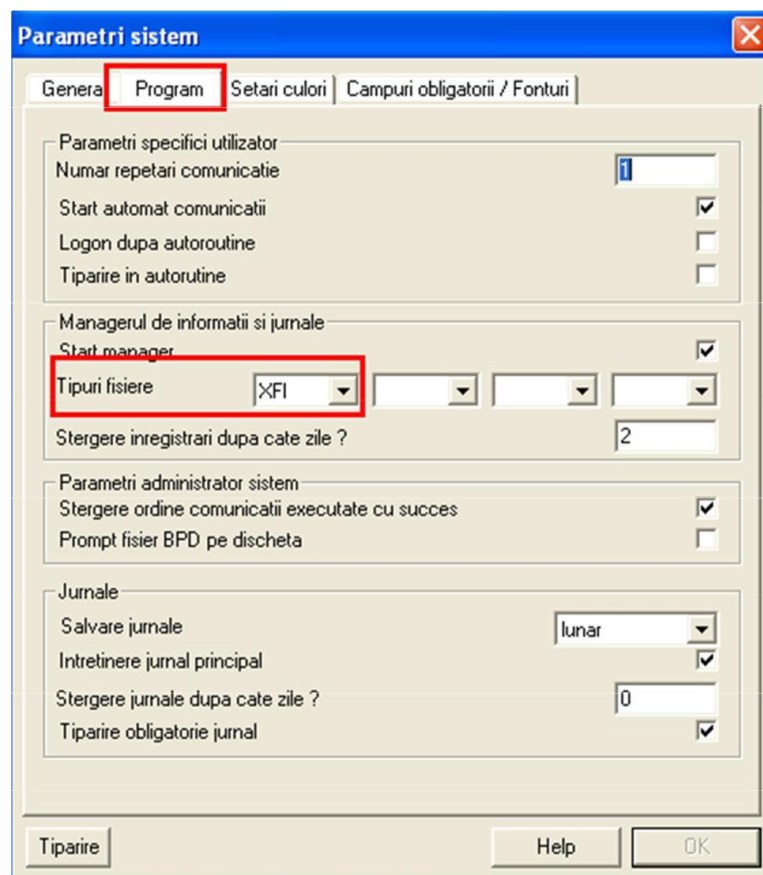 Parametri sistem
Genera Program Setari culori Campuri obligatorii / Fonturi
Parametri specifici utilizator
Numar repetari comunicatie 1
Start automat comunicatii
Logon dupa autoroutine
Tiparire in autorutine
Managerul de informatii si jurnale
Start manager
Tipuri fisiere XFI
Stergere inregistrari dupa cate zile ? 2
Parametri administrator sistem
Stergere ordine comunicatii executate cu succes
Prompt fisier BPD pe discheta
Jurnale
Salvare jurnale lunar
Intretinere jurnal principal
Stergere jurnale dupa cate zile ? 0
Tiparire obligatorie jurnal
Tiparire Help OK